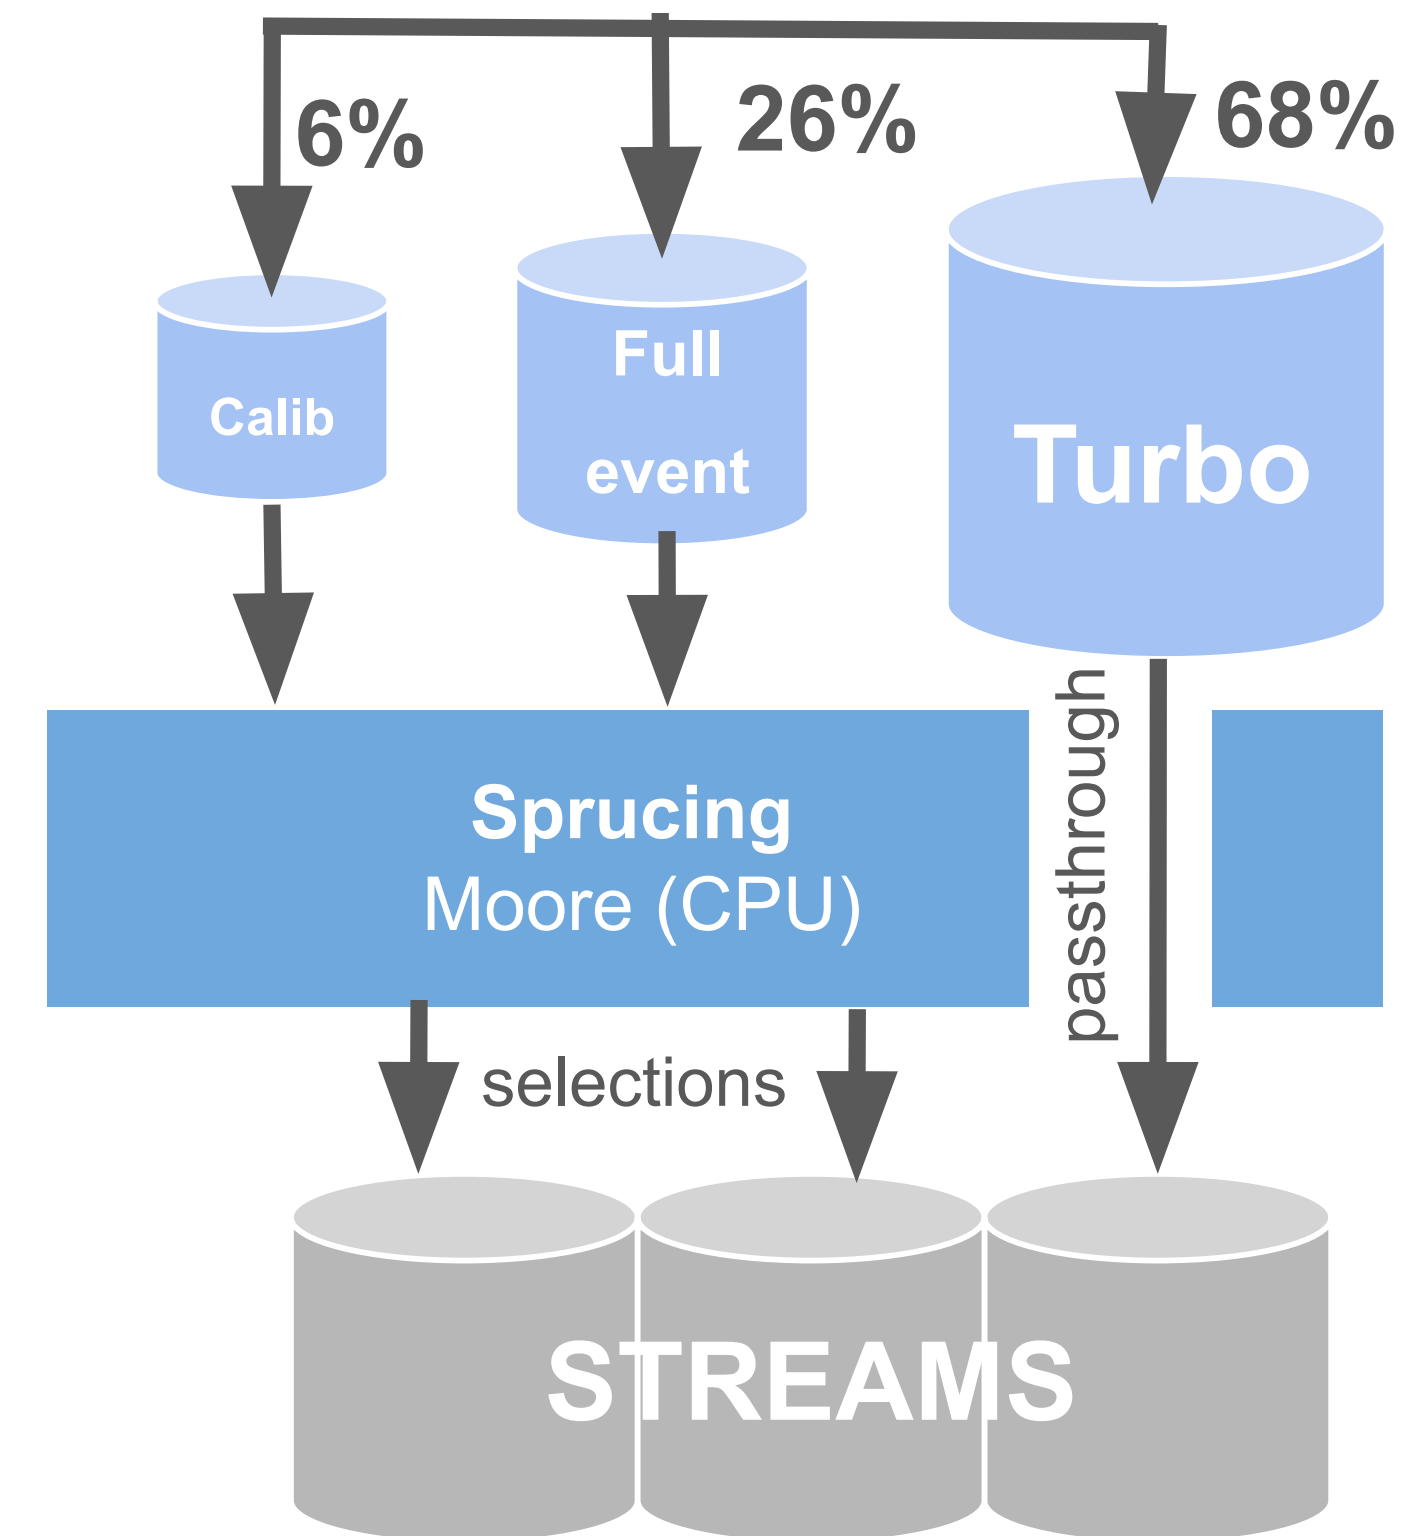 6%
26%
68%
Calib
Full
event
Turbo
passthrough
Sprucing
Moore (CPU)
selections
STREAMS